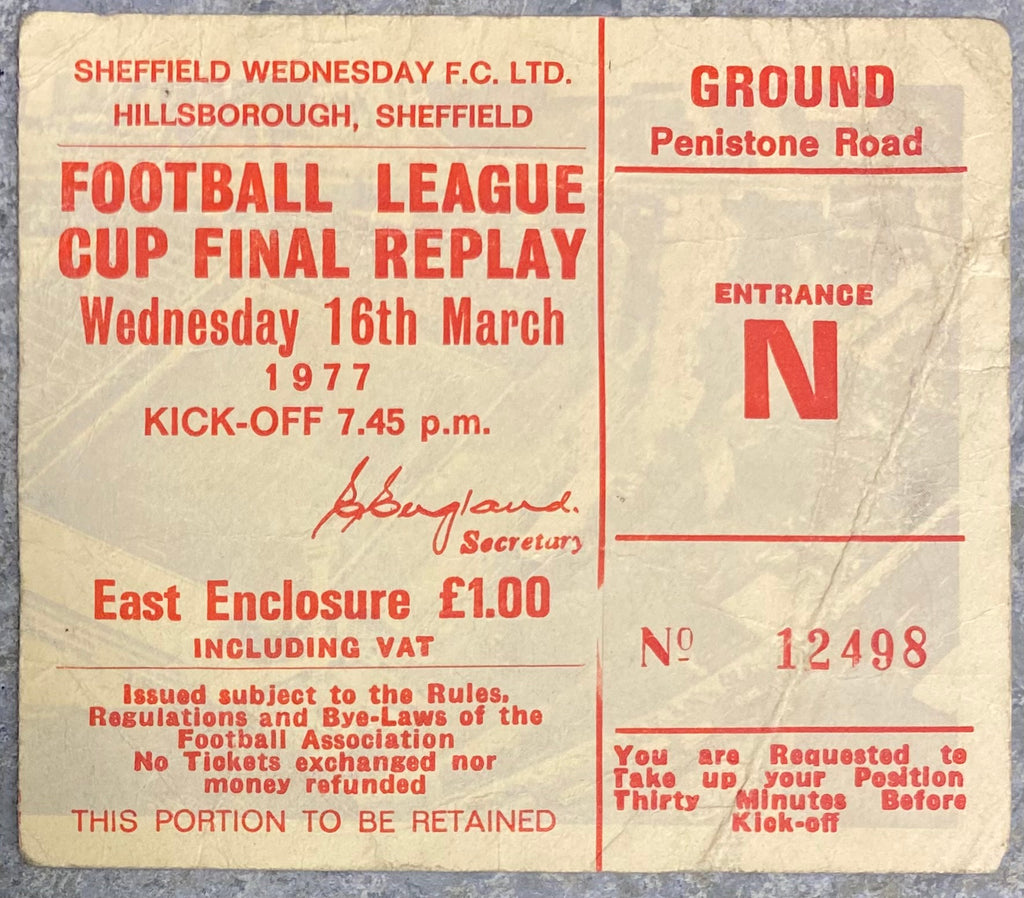 SHEFFIELD WEDNESDAY F.C. LTD.
HILLSBOROUGH, SHEFFIELD
FOOTBALL LEAGUE
CUP FINAL REPLAY
Wednesday 16th March
1977
KICK-OFF 7.45 p.m.
England.
Secretary
East Enclosure £1.00
INCLUDING VAT
Issued subject to the Rules.
Regulations and Bye-Laws of the
Football Association
No Tickets exchanged nor
money refunded
THIS PORTION TO BE RETAINED
GROUND
Penistone Road
ENTRANCE
N
Nº 12498
You are Requested to
Take up your Position
Thirty Minutes Before
Kick-off